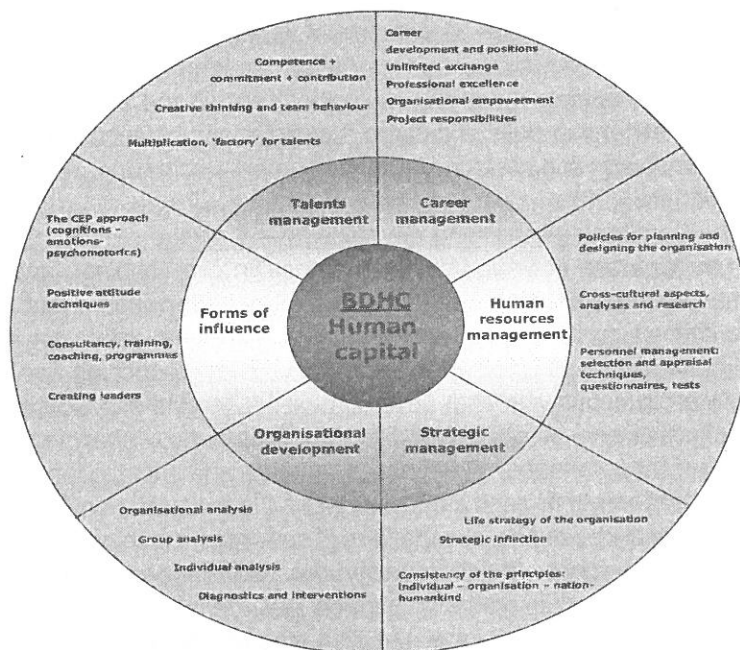 Competence +
commitment + contribution
Creative thinking and team behaviour
Multiplication, 'factory' for talents
Career
development and positions
Unlimited exchange
Professional excellence
Organisational empowerment
Project responsibilities
Talents
management
Career
management
The CEP approach
(cognitions –
emotions-
psychomotorics)
Positive attitude
techniques
Consultancy, training,
coaching, programmes
Creating leaders
Forms of
influence
BDHC
Human
capital
Human
resources
management
Policies for planning and
designing the organisation
Cross-cultural aspects,
analyses and research
Personnel management:
selection and appraisal
techniques,
questionnaires, tests
Organisational
development
Strategic
management
Organisational analysis
Group analysis
Individual analysis
Diagnostics and interventions
Life strategy of the organisation
Strategic inflection
Consistency of the principles:
individual – organisation – nation-
humankind